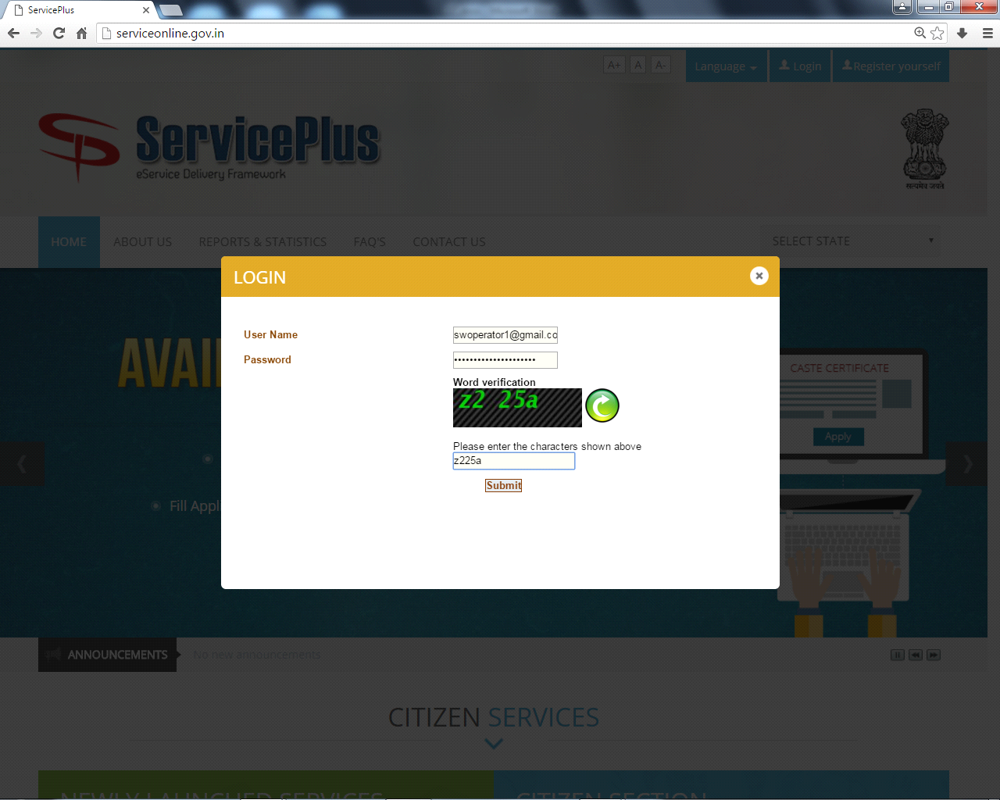 ServicePlus
serviceonline.gov.in
A+ A A-
Language
Login
Register yourself
ServicePlus
eService Delivery Framework
सत्यमेव जयते
HOME
ABOUT US
REPORTS & STATISTICS
FAQ'S
CONTACT US
SELECT STATE
LOGIN
User Name
swoperator1@gmail.co
Password
Word verification
z2 25a
Please enter the characters shown above
z225a
Submit
AVAI
Fill Appli
CASTE CERTIFICATE
Apply
ANNOUNCEMENTS
No new announcements
CITIZEN SERVICES
NEWLY LAUNCHED SERVICES
CITIZEN SECTION